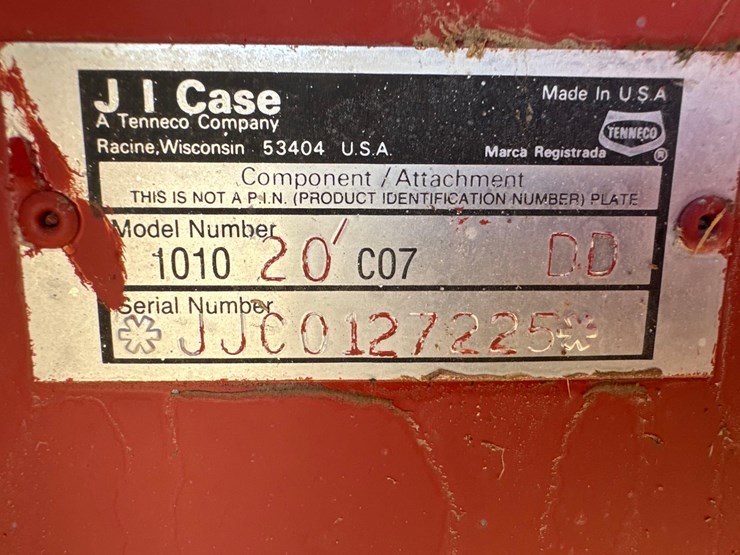 J I Case
A Tenneco Company
Racine, Wisconsin 53404 U.S.A.
Made In U.S.A
TENNECO
Marca Registrada ®
Component / Attachment
THIS IS NOT A P.I.N. (PRODUCT IDENTIFICATION NUMBER) PLATE
Model Number
1010 20' C07 DD
Serial Number
*JJC0127225*